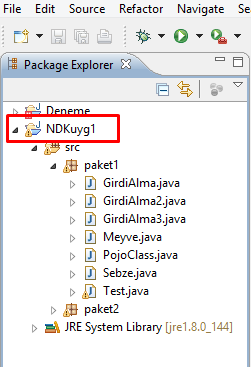 File Edit Source Refactor Navigate Se
Package Explorer
Deneme
NDKuyg1
src
paket1
GirdiAlma.java
GirdiAlma2.java
GirdiAlma3.java
Meyve.java
PojoClass.java
Sebze.java
Test.java
paket2
JRE System Library [jre1.8.0_144]